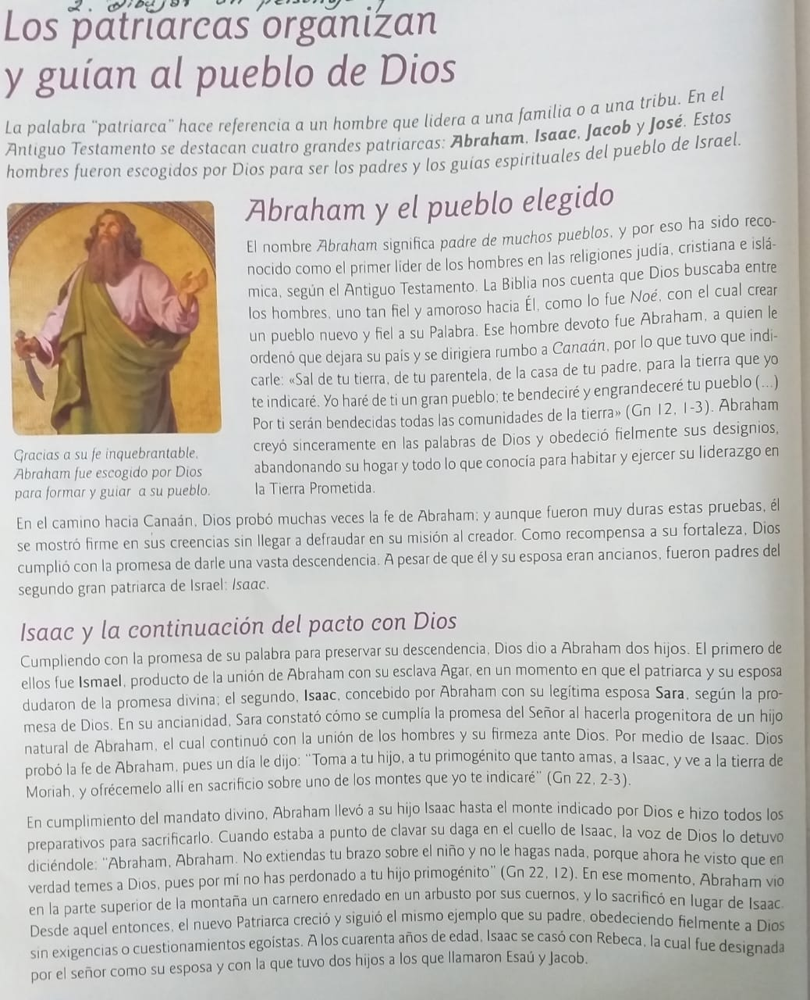 2. Dibujar un personaje
Los patriarcas organizan
y guían al pueblo de Dios
La palabra "patriarca" hace referencia a un hombre que lidera a una familia o a una tribu. En el
Antiguo Testamento se destacan cuatro grandes patriarcas: Abraham, Isaac, Jacob y José. Estos
hombres fueron escogidos por Dios para ser los padres y los guías espirituales del pueblo de Israel.
Abraham y el pueblo elegido
El nombre Abraham significa padre de muchos pueblos, y por eso ha sido reco-
nocido como el primer líder de los hombres en las religiones judía, cristiana e islá-
mica, según el Antiguo Testamento. La Biblia nos cuenta que Dios buscaba entre
los hombres, uno tan fiel y amoroso hacia Él, como lo fue Noé, con el cual crear
un pueblo nuevo y fiel a su Palabra. Ese hombre devoto fue Abraham, a quien le
ordenó que dejara su país y se dirigiera rumbo a Canaán, por lo que tuvo que indi-
carle: «Sal de tu tierra, de tu parentela, de la casa de tu padre, para la tierra que yo
te indicaré. Yo haré de ti un gran pueblo; te bendeciré y engrandeceré tu pueblo (...)
Por ti serán bendecidas todas las comunidades de la tierra» (Gn 12, 1-3). Abraham
creyó sinceramente en las palabras de Dios y obedeció fielmente sus designios,
abandonando su hogar y todo lo que conocía para habitar y ejercer su liderazgo en
la Tierra Prometida.
Gracias a su fe inquebrantable,
Abraham fue escogido por Dios
para formar y guiar a su pueblo.
En el camino hacia Canaán, Dios probó muchas veces la fe de Abraham; y aunque fueron muy duras estas pruebas, él
se mostró firme en sus creencias sin llegar a defraudar en su misión al creador. Como recompensa a su fortaleza, Dios
cumplió con la promesa de darle una vasta descendencia. A pesar de que él y su esposa eran ancianos, fueron padres del
segundo gran patriarca de Israel: Isaac.
Isaac y la continuación del pacto con Dios
Cumpliendo con la promesa de su palabra para preservar su descendencia, Dios dio a Abraham dos hijos. El primero de
ellos fue Ismael, producto de la unión de Abraham con su esclava Agar, en un momento en que el patriarca y su esposa
dudaron de la promesa divina; el segundo, Isaac, concebido por Abraham con su legítima esposa Sara, según la pro-
mesa de Dios. En su ancianidad, Sara constató cómo se cumplía la promesa del Señor al hacerla progenitora de un hijo
natural de Abraham, el cual continuó con la unión de los hombres y su firmeza ante Dios. Por medio de Isaac. Dios
probó la fe de Abraham, pues un día le dijo: "Toma a tu hijo, a tu primogénito que tanto amas, a Isaac, y ve a la tierra de
Moriah, y ofrécemelo allí en sacrificio sobre uno de los montes que yo te indicaré" (Gn 22, 2-3).
En cumplimiento del mandato divino, Abraham llevó a su hijo Isaac hasta el monte indicado por Dios e hizo todos los
preparativos para sacrificarlo. Cuando estaba a punto de clavar su daga en el cuello de Isaac, la voz de Dios lo detuvo
diciéndole: "Abraham, Abraham. No extiendas tu brazo sobre el niño y no le hagas nada, porque ahora he visto que en
verdad temes a Dios, pues por mí no has perdonado a tu hijo primogénito" (Gn 22, 12). En ese momento, Abraham vio
en la parte superior de la montaña un carnero enredado en un arbusto por sus cuernos, y lo sacrificó en lugar de Isaac.
Desde aquel entonces, el nuevo Patriarca creció y siguió el mismo ejemplo que su padre, obedeciendo fielmente a Dios
sin exigencias o cuestionamientos egoístas. A los cuarenta años de edad, Isaac se casó con Rebeca, la cual fue designada
por el señor como su esposa y con la que tuvo dos hijos a los que llamaron Esaú y Jacob.